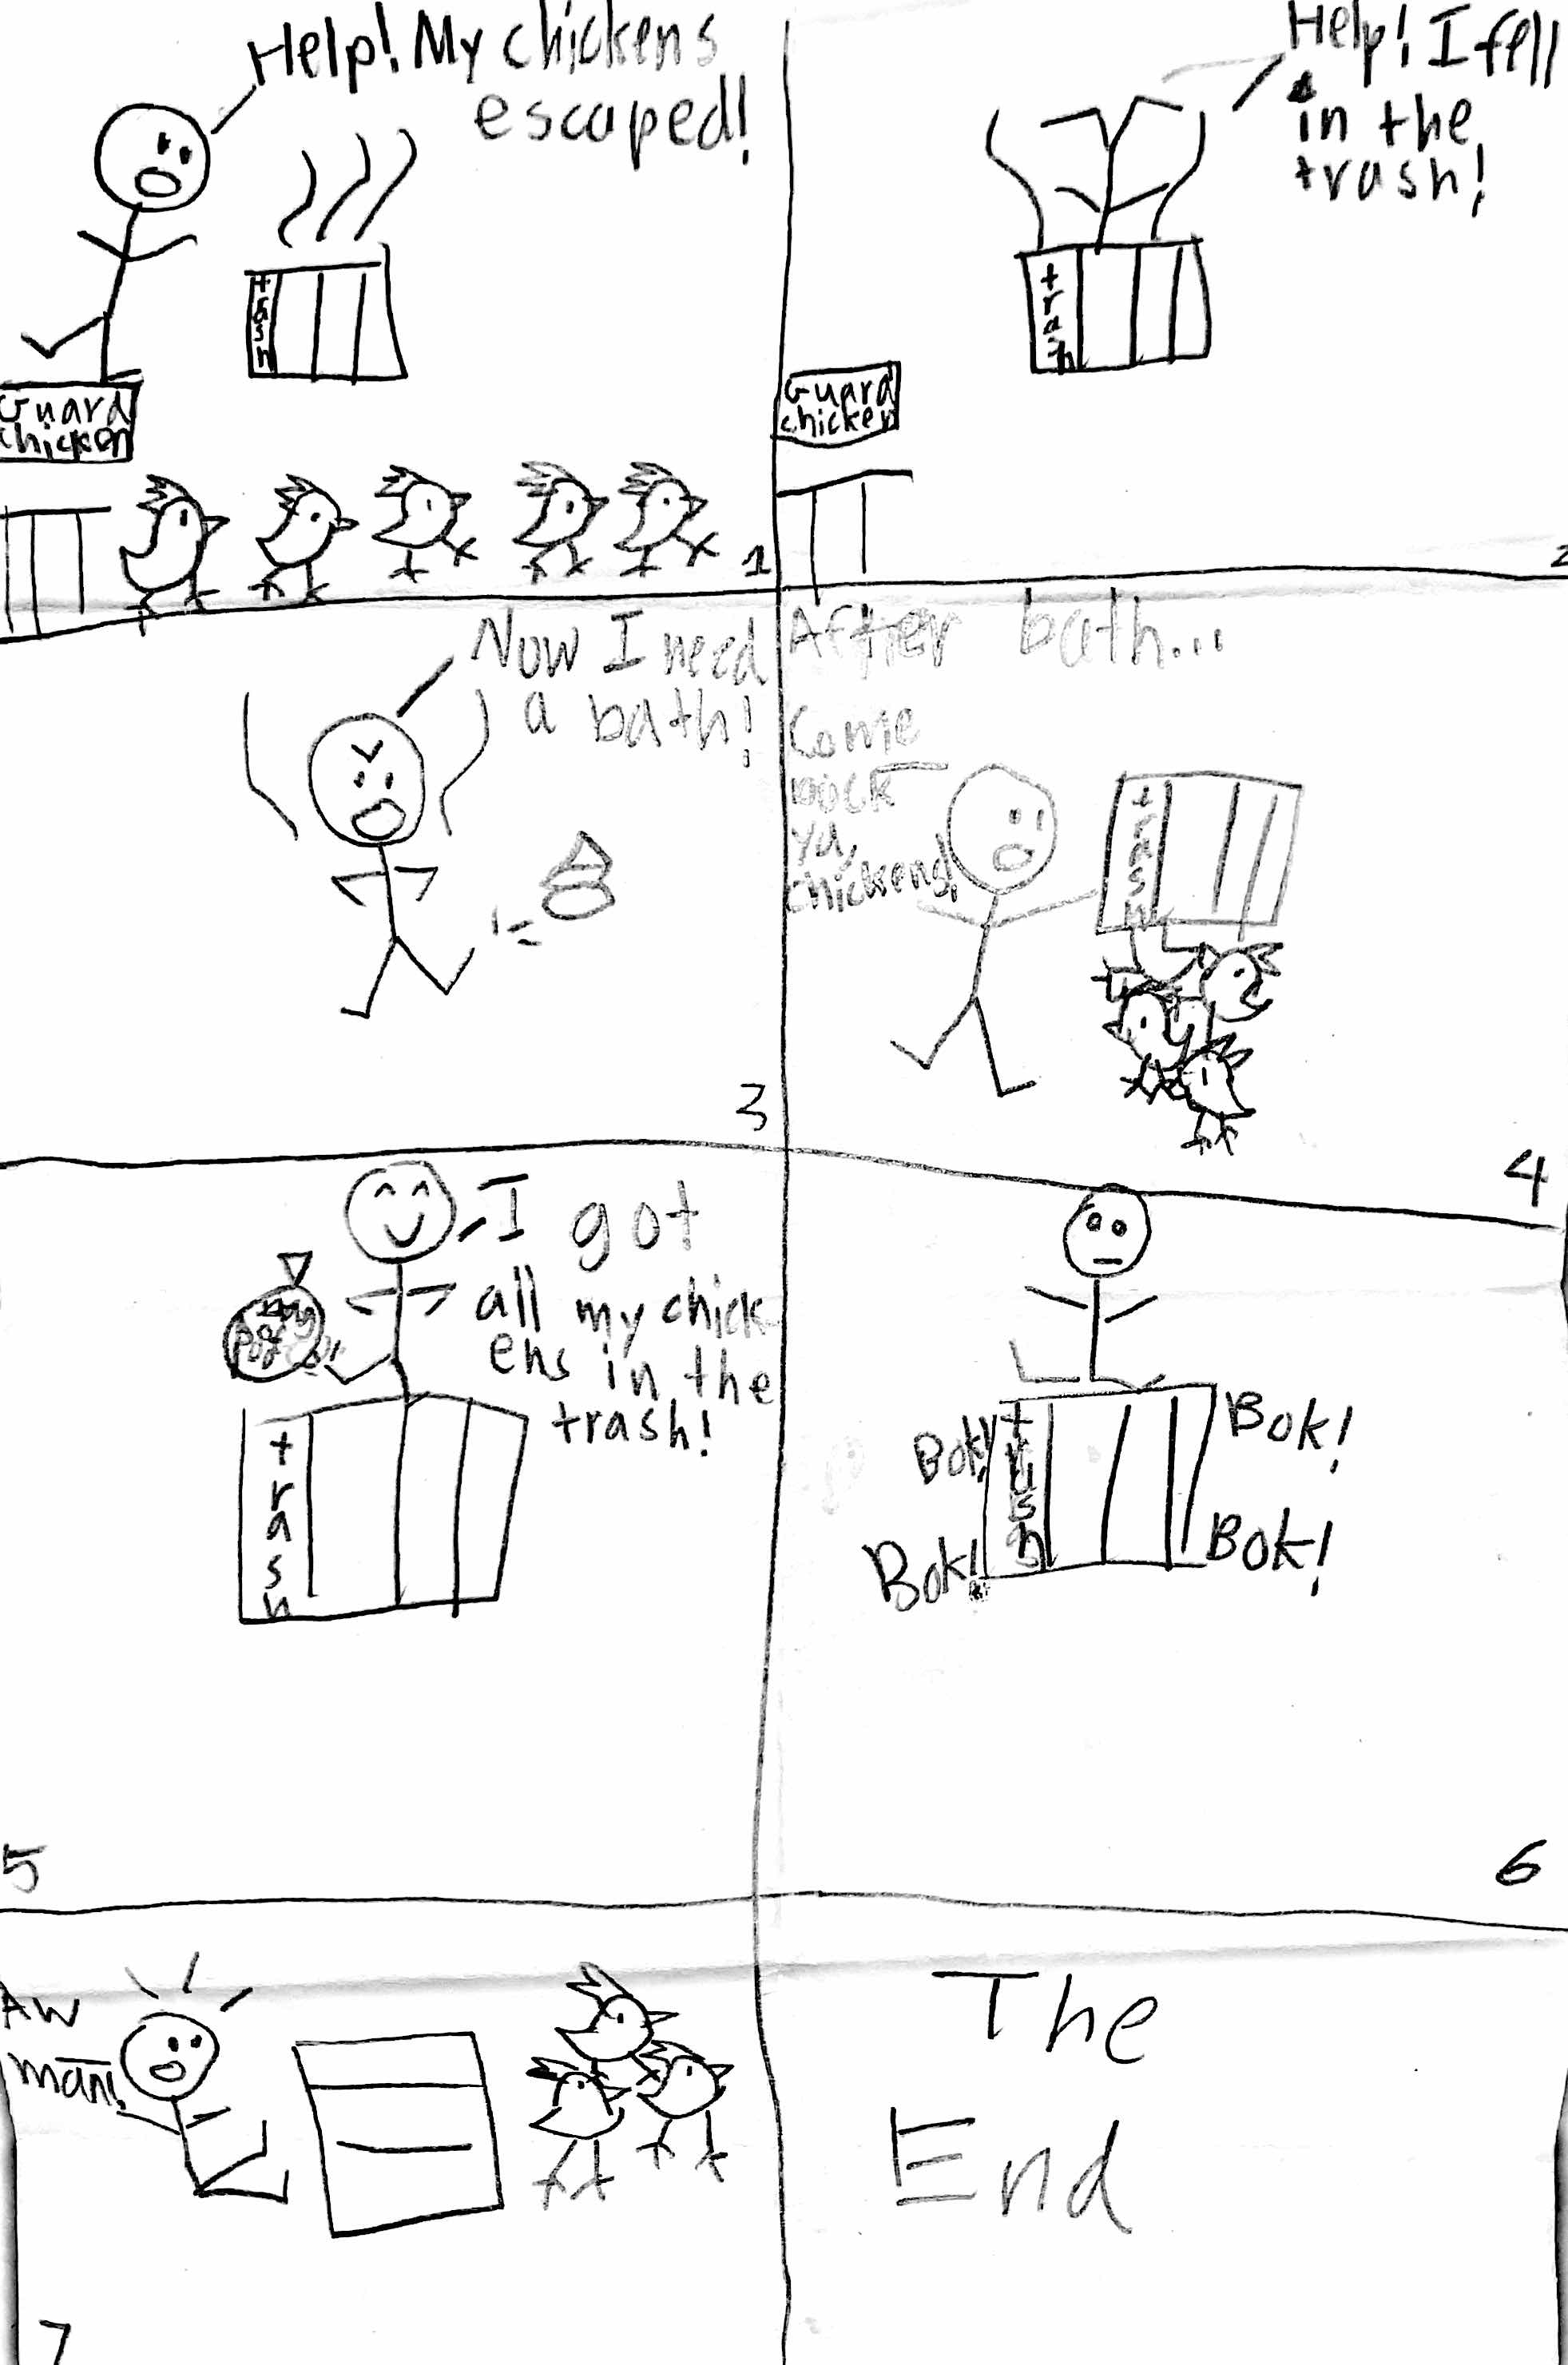 Help! My chickens
escaped!
trash
Guard
chicken
1
Help! I fell
in the
trash!
trash
Guard
chicken
2
Now I need
a bath!
3
After bath...
Come
back
ya,
chickens!
trash
4
I got
all my chick
ens in the
trash!
trash
5
Bok!
trash
Bok!
Bok!
Bok!
6
Aw
man!
7
The
End